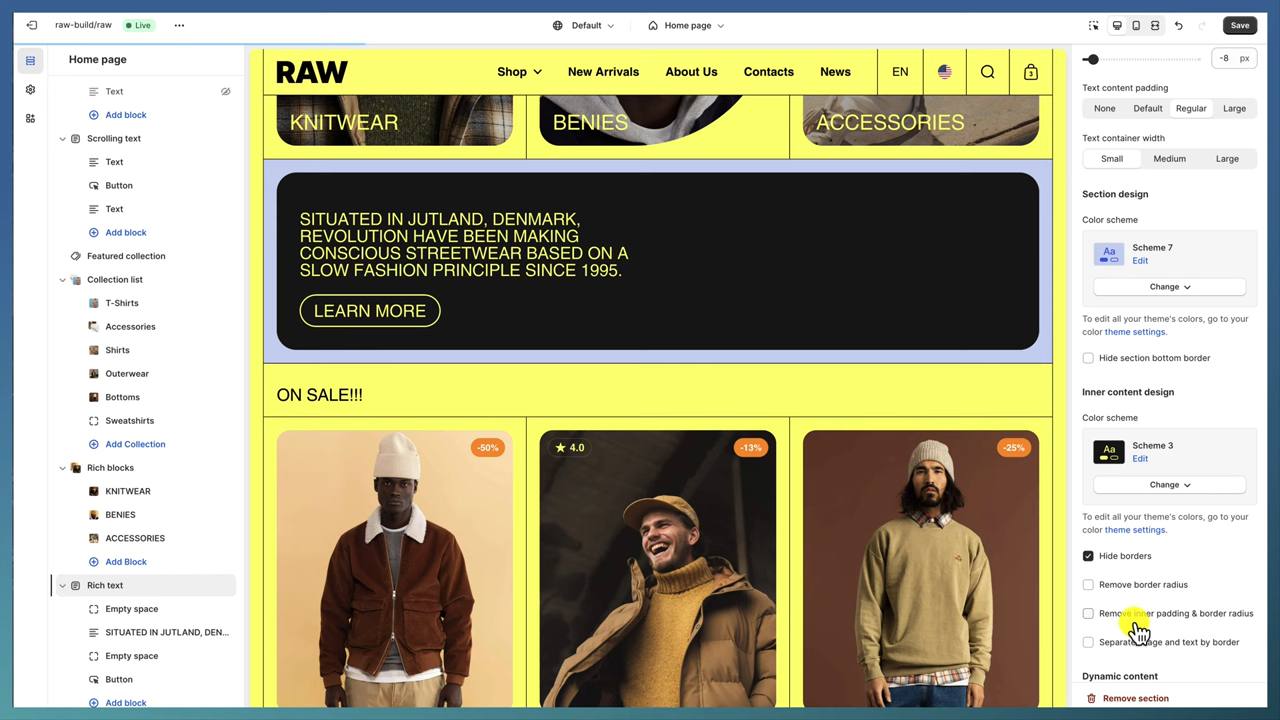 raw-build/raw
Live
Default
Home page
Save
Home page
Text
Add block
Scrolling text
Text
Button
Text
Add block
Featured collection
Collection list
T-Shirts
Accessories
Shirts
Outerwear
Bottoms
Sweatshirts
Add Collection
Rich blocks
KNITWEAR
BENIES
ACCESSORIES
Add Block
Rich text
Empty space
SITUATED IN JUTLAND, DEN...
Empty space
Button
Add block
RAW
Shop
New Arrivals
About Us
Contacts
News
EN
3
KNITWEAR
BENIES
ACCESSORIES
SITUATED IN JUTLAND, DENMARK,
REVOLUTION HAVE BEEN MAKING
CONSCIOUS STREETWEAR BASED ON A
SLOW FASHION PRINCIPLE SINCE 1995.
LEARN MORE
ON SALE!!!
-50%
★ 4.0
-13%
-25%
-8 px
Text content padding
None Default Regular Large
Text container width
Small Medium Large
Section design
Color scheme
Aa
Scheme 7
Edit
Change
To edit all your theme's colors, go to your
color theme settings.
Hide section bottom border
Inner content design
Color scheme
Aa
Scheme 3
Edit
Change
To edit all your theme's colors, go to your
color theme settings.
Hide borders
Remove border radius
Remove inner padding & border radius
Separate image and text by border
Dynamic content
Remove section